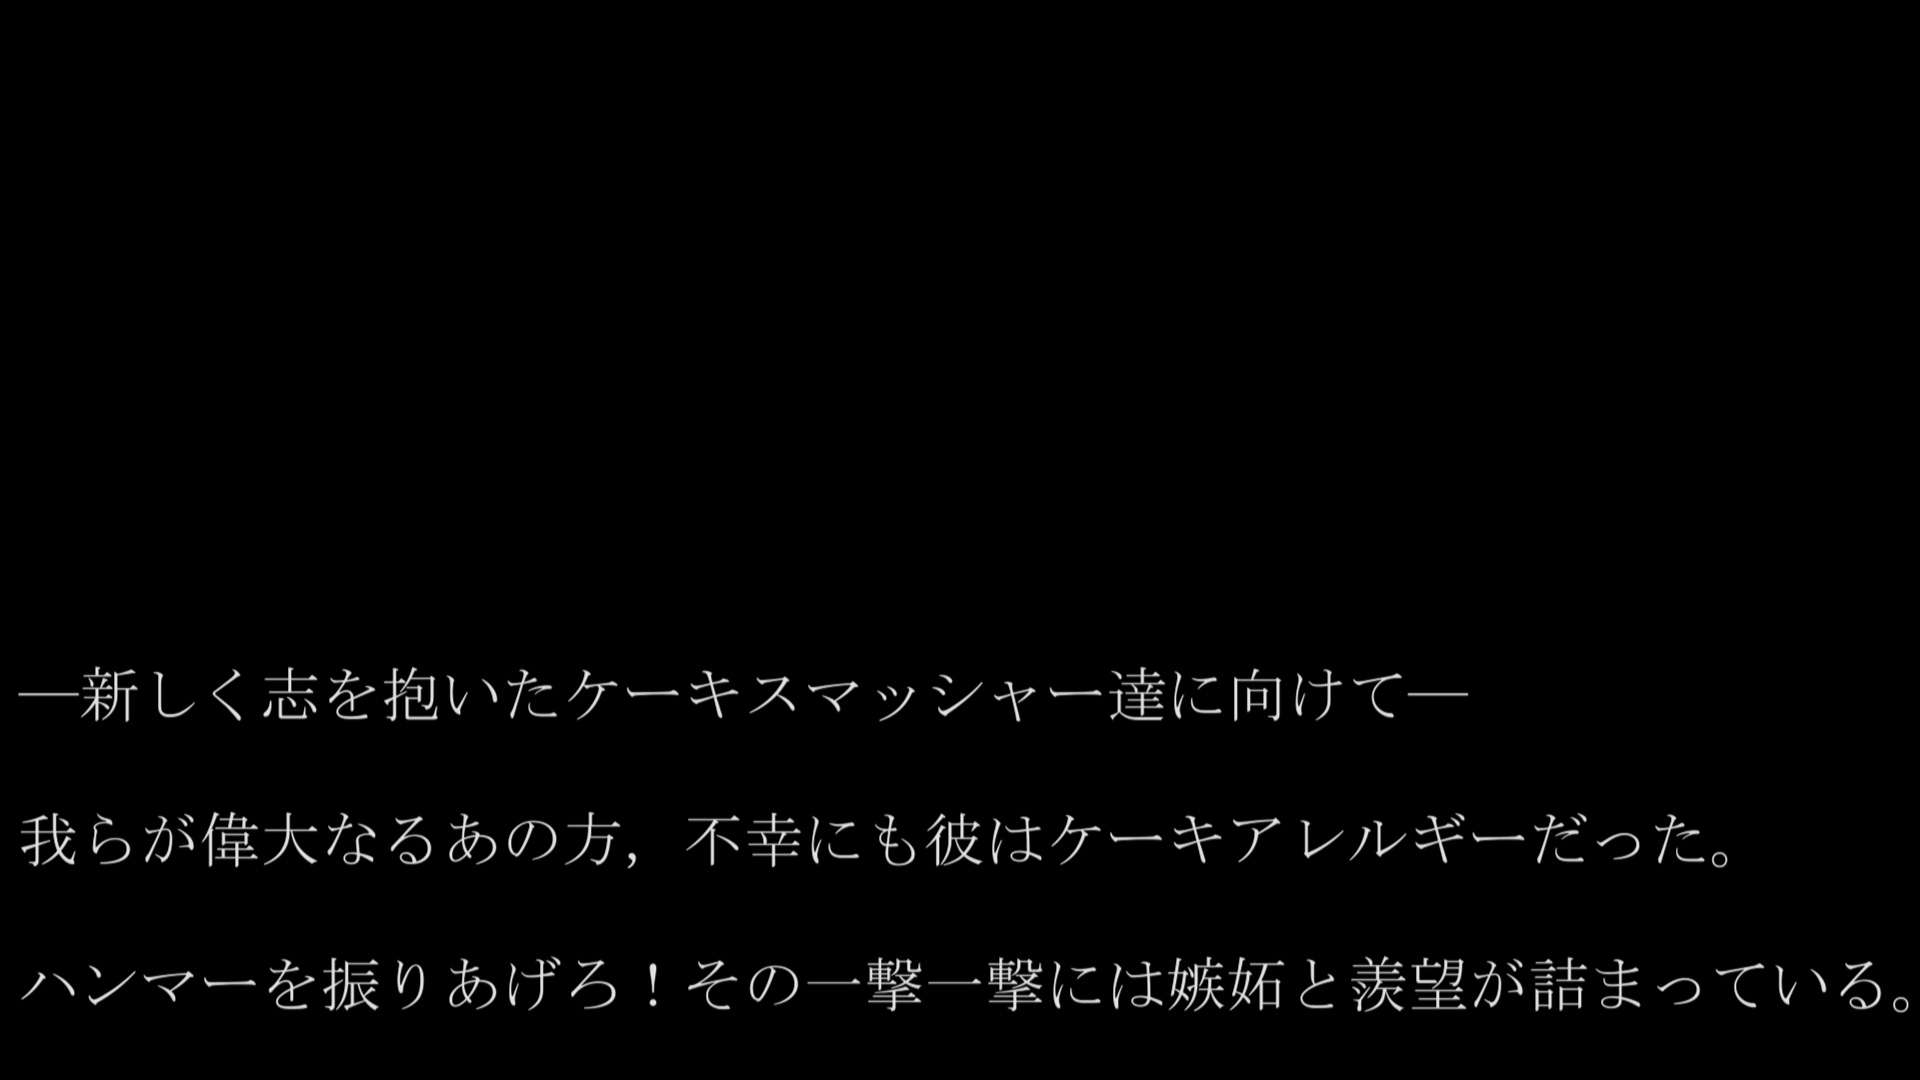 ―新しく志を抱いたケーキスマッシャー達に向けて―
我らが偉大なるあの方，不幸にも彼はケーキアレルギーだった。
ハンマーを振りあげろ！その一撃一撃には嫉妬と羨望が詰まっている。